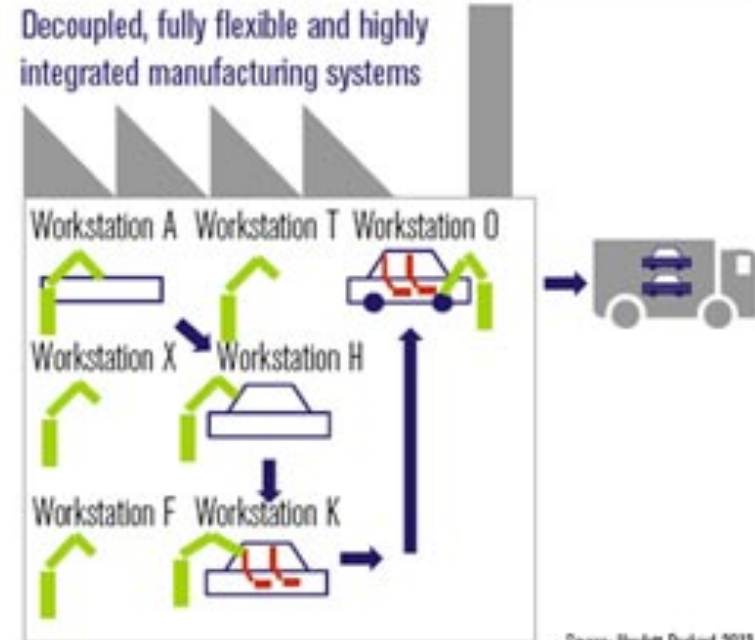 Decoupled, fully flexible and highly
integrated manufacturing systems
Workstation A Workstation T Workstation O
Workstation X Workstation H
Workstation F Workstation K